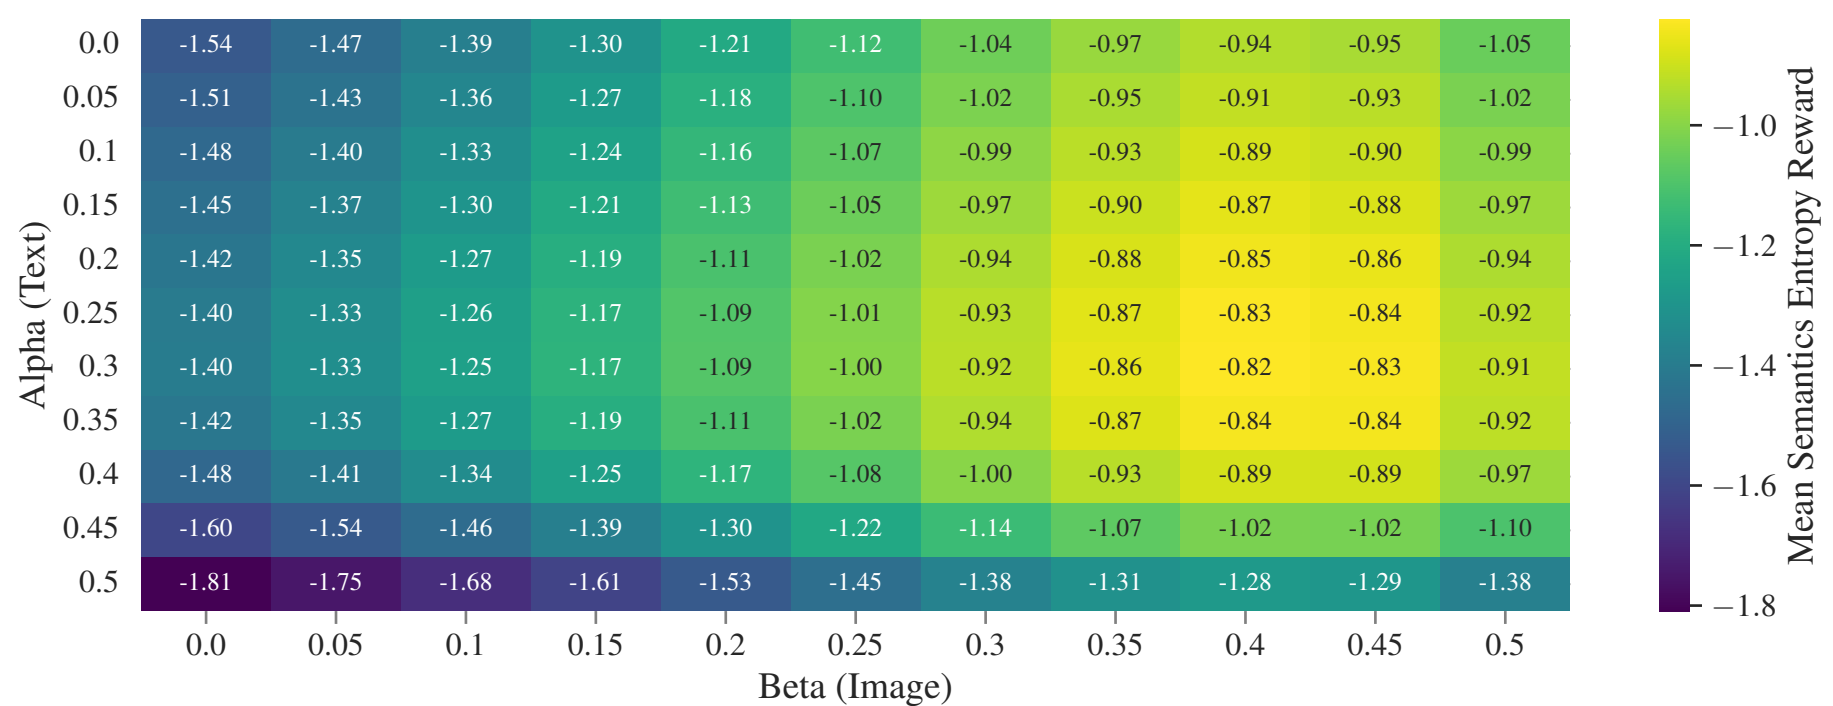 0.0 -1.54 -1.47 -1.39 -1.30 -1.21 -1.12 -1.04 -0.97 -0.94 -0.95 -1.05
0.05 -1.51 -1.43 -1.36 -1.27 -1.18 -1.10 -1.02 -0.95 -0.91 -0.93 -1.02
0.1 -1.48 -1.40 -1.33 -1.24 -1.16 -1.07 -0.99 -0.93 -0.89 -0.90 -0.99
0.15 -1.45 -1.37 -1.30 -1.21 -1.13 -1.05 -0.97 -0.90 -0.87 -0.88 -0.97
0.2 -1.42 -1.35 -1.27 -1.19 -1.11 -1.02 -0.94 -0.88 -0.85 -0.86 -0.94
0.25 -1.40 -1.33 -1.26 -1.17 -1.09 -1.01 -0.93 -0.87 -0.83 -0.84 -0.92
0.3 -1.40 -1.33 -1.25 -1.17 -1.09 -1.00 -0.92 -0.86 -0.82 -0.83 -0.91
0.35 -1.42 -1.35 -1.27 -1.19 -1.11 -1.02 -0.94 -0.87 -0.84 -0.84 -0.92
0.4 -1.48 -1.41 -1.34 -1.25 -1.17 -1.08 -1.00 -0.93 -0.89 -0.89 -0.97
0.45 -1.60 -1.54 -1.46 -1.39 -1.30 -1.22 -1.14 -1.07 -1.02 -1.02 -1.10
0.5 -1.81 -1.75 -1.68 -1.61 -1.53 -1.45 -1.38 -1.31 -1.28 -1.29 -1.38
0.0 0.05 0.1 0.15 0.2 0.25 0.3 0.35 0.4 0.45 0.5
Beta (Image)
Alpha (Text)
−1.0
−1.2
−1.4
−1.6
−1.8
Mean Semantics Entropy Reward